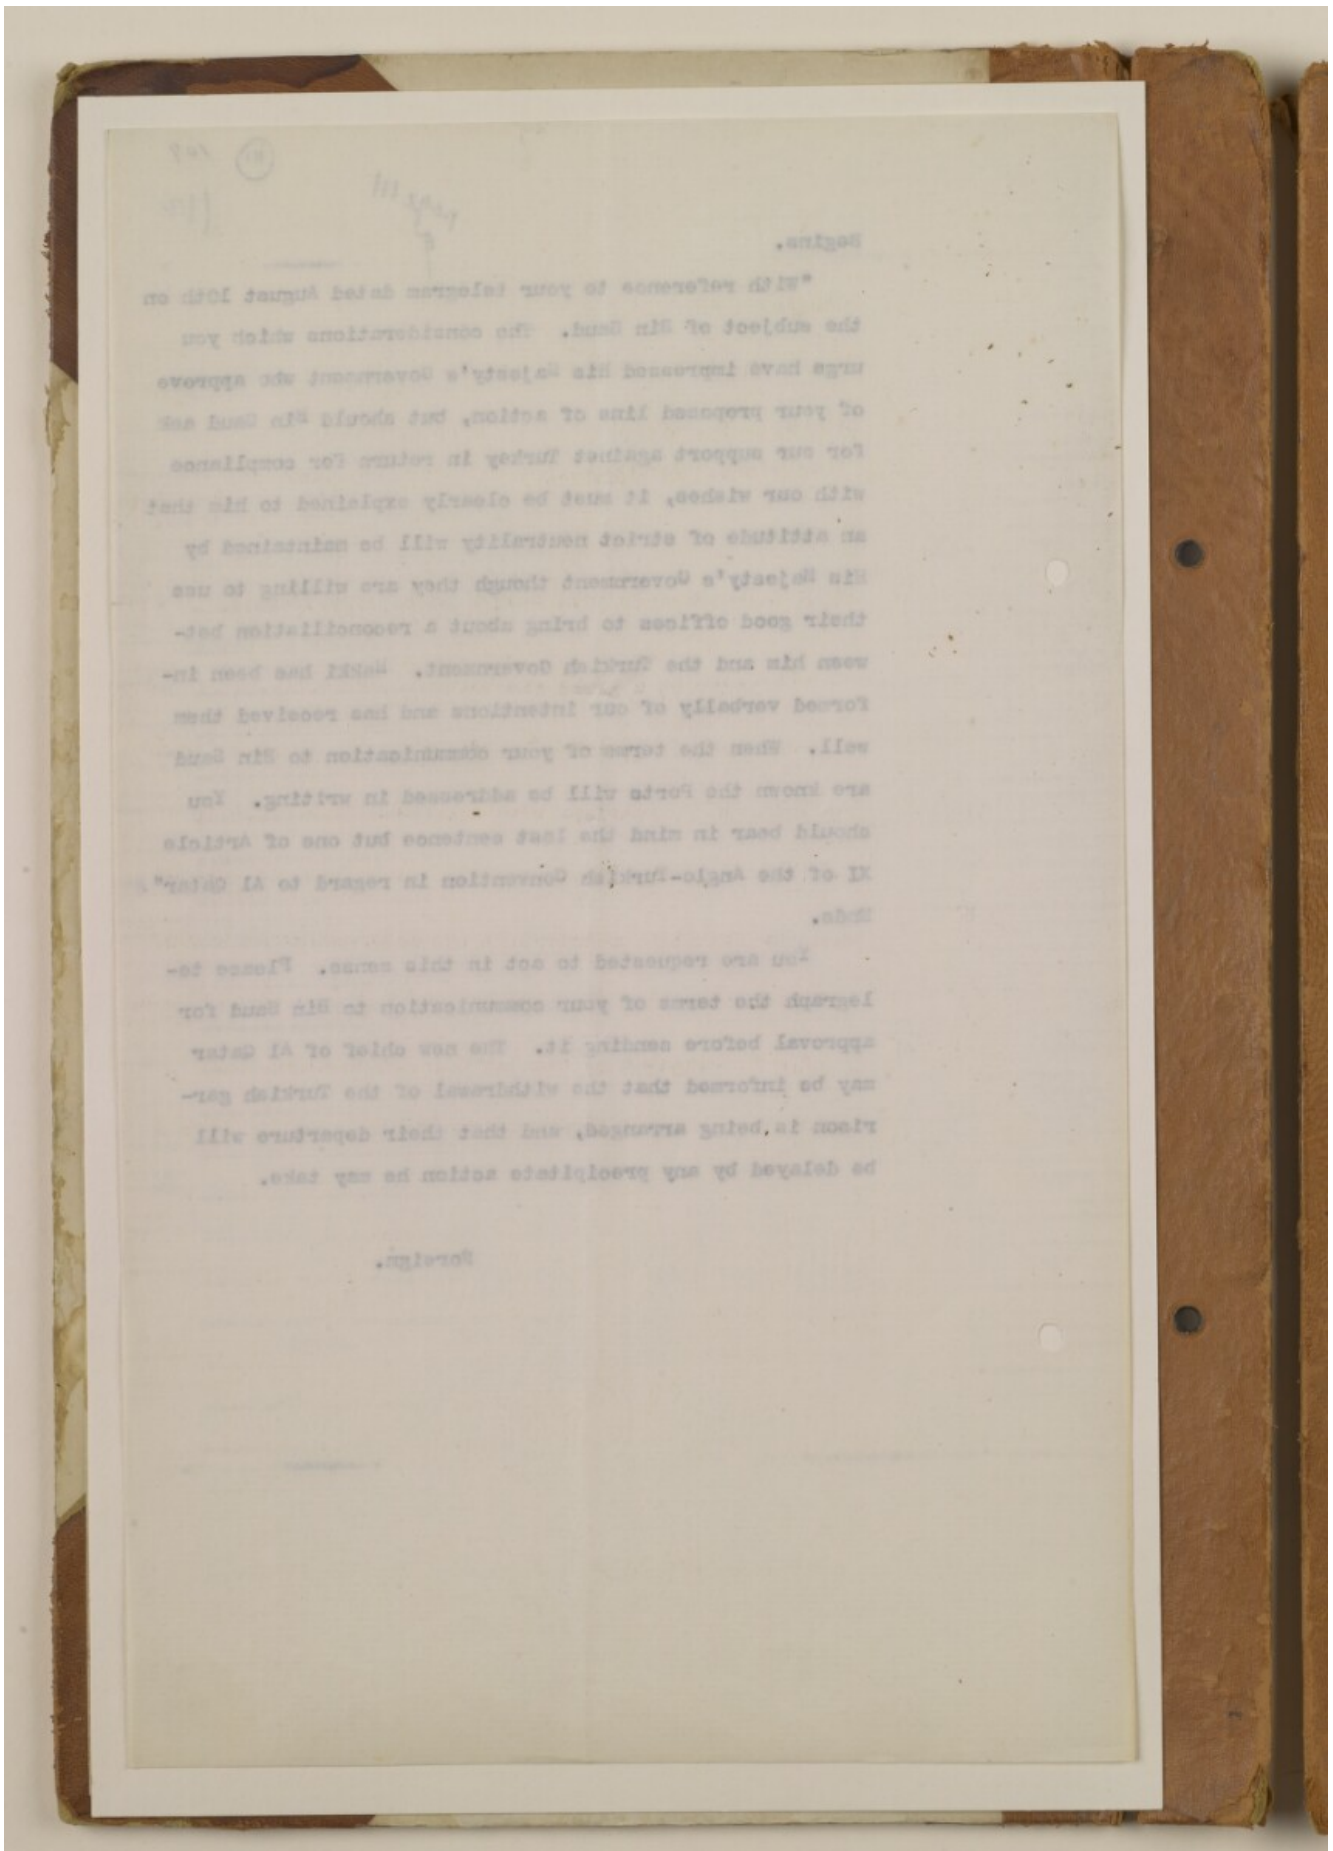 Begins.
"With reference to your telegram dated August 10th on
the subject of Bin Saud. The considerations which you
urge have impressed his Majesty's Government who approve
of your proposed line of action, but should Bin Saud ask
for our support against Turkey in return for compliance
with our wishes, it must be clearly explained to him that
an attitude of strict neutrality will be maintained by
His Majesty's Government though they are willing to use
their good offices to bring about a reconciliation bet-
ween him and the Turkish Government. Hakki has been in-
formed verbally of our intentions and has received them
well. When the terms of your communication to Bin Saud
are known the Porte will be addressed in writing. You
should bear in mind the last sentence but one of Article
XI of the Anglo-Turkish Convention in regard to Al Qatar".
Ends.
You are requested to act in this sense. Please te-
legraph the terms of your communication to Bin Saud for
approval before sending it. The new chief of Al Qatar
may be informed that the withdrawal of the Turkish gar-
rison is being arranged, and that their departure will
be delayed by any precipitate action he may take.
Foreign.